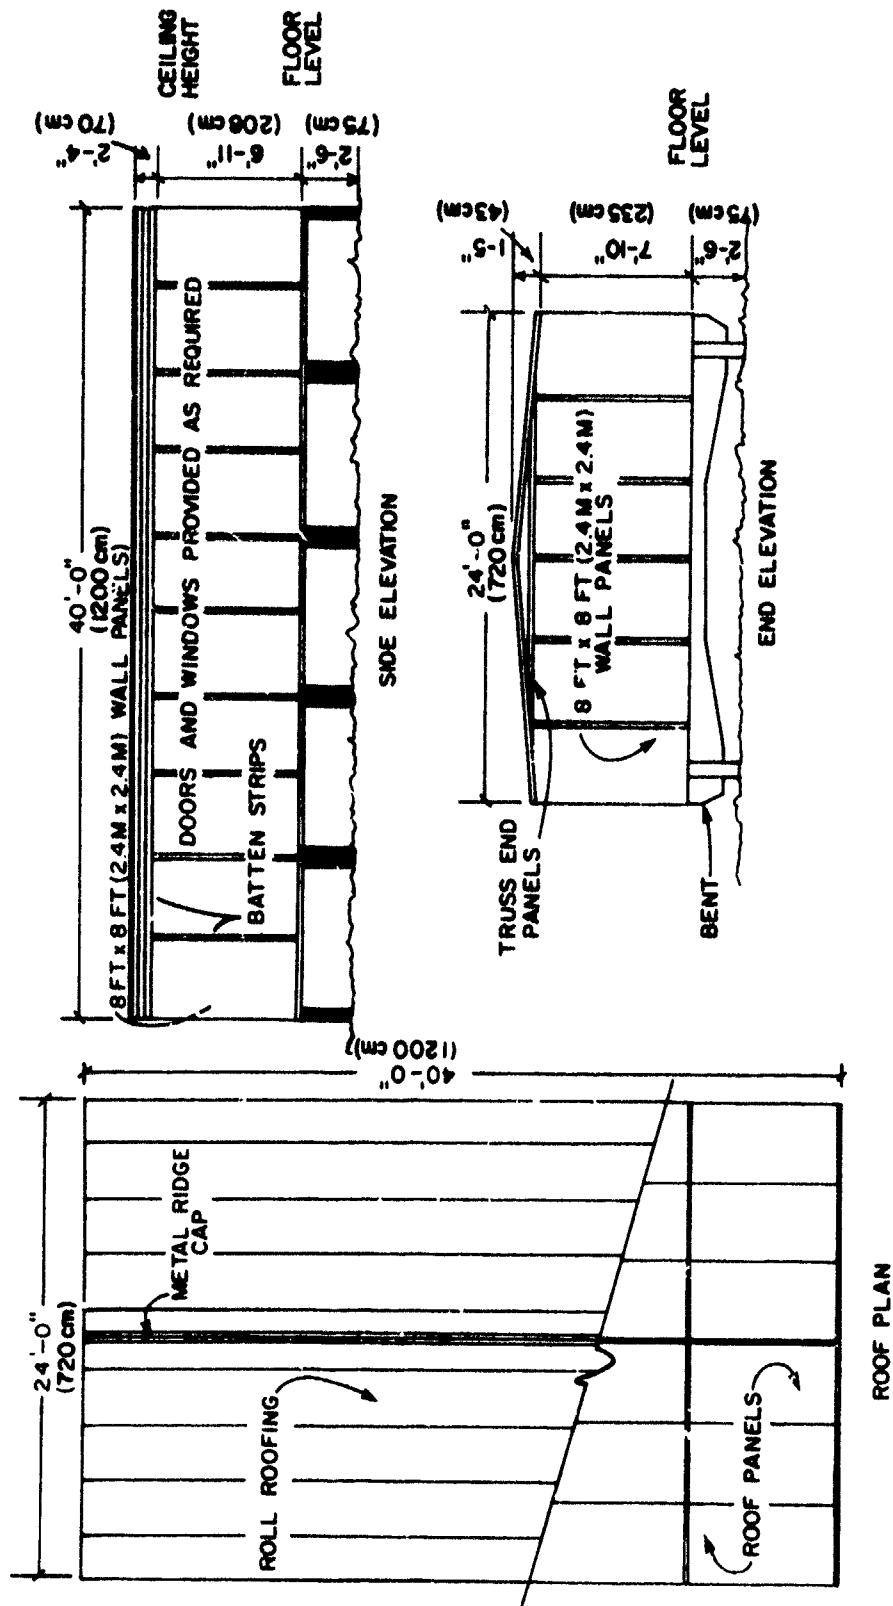 40'-0"
(1200 cm)
8 FT x 8 FT (2.4M x 2.4M) WALL PANELS)
DOORS AND WINDOWS PROVIDED AS REQUIRED
BATTEN STRIPS
2'-4"
(70 cm)
CEILING
HEIGHT
6'-11"
(208 cm)
FLOOR
LEVEL
2'-6"
(75 cm)
SIDE ELEVATION
24'-0"
(720 cm)
METAL RIDGE
CAP
ROLL ROOFING
ROOF PANELS
40'-0"
(1200 cm)
ROOF PLAN
24'-0"
(720 cm)
TRUSS END
PANELS
8 FT x 8 FT (2.4M x 2.4M)
WALL PANELS
BENT
1'-5"
(43 cm)
7'-10"
(235 cm)
2'-6"
(75 cm)
FLOOR
LEVEL
END ELEVATION